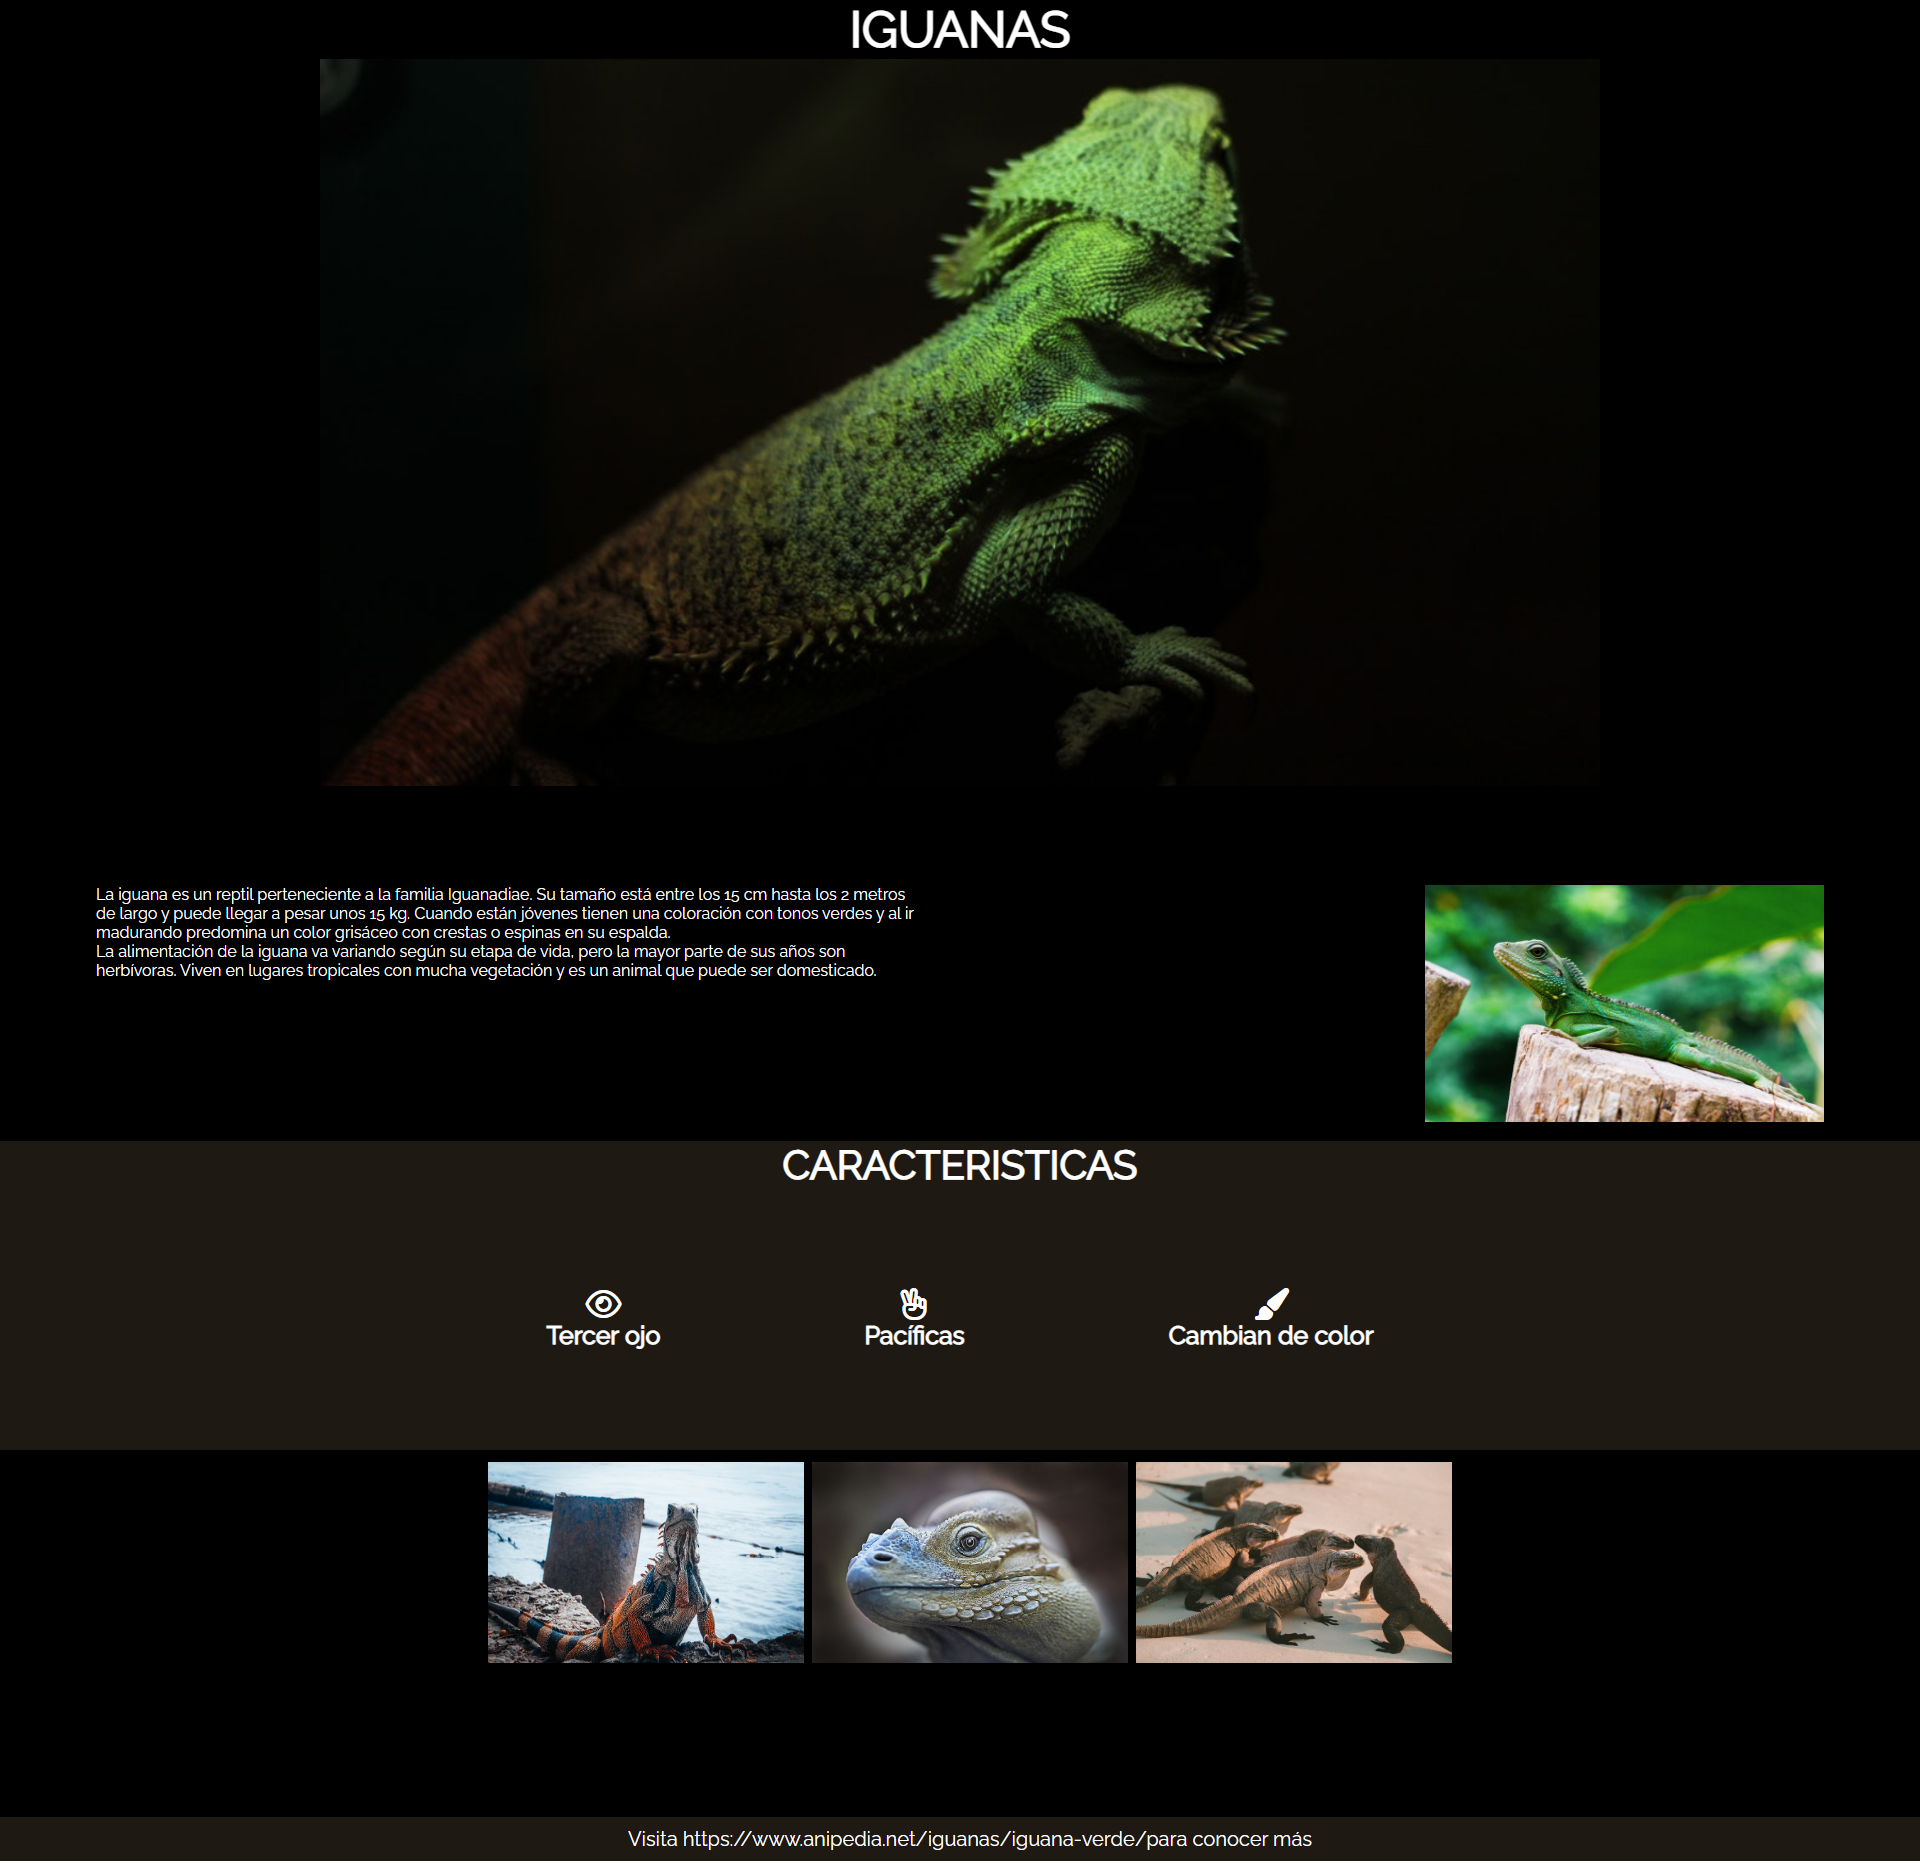 IGUANAS
La iguana es un reptil perteneciente a la familia Iguanadiae. Su tamaño está entre los 15 cm hasta los 2 metros
de largo y puede llegar a pesar unos 15 kg. Cuando están jóvenes tienen una coloración con tonos verdes y al ir
madurando predomina un color grisáceo con crestas o espinas en su espalda.
La alimentación de la iguana va variando según su etapa de vida, pero la mayor parte de sus años son
herbívoras. Viven en lugares tropicales con mucha vegetación y es un animal que puede ser domesticado.
CARACTERISTICAS
Tercer ojo
Pacíficas
Cambian de color
Visita https://www.anipedia.net/iguanas/iguana-verde/para conocer más